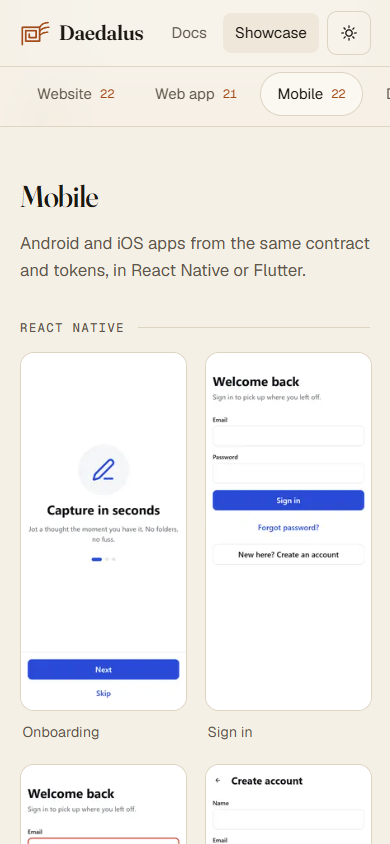 Daedalus Docs Showcase
Website 22 Web app 21 Mobile 22 D
Mobile
Android and iOS apps from the same contract
and tokens, in React Native or Flutter.
REACT NATIVE
Capture in seconds
Jot a thought the moment you have it. No folders,
no fuss.
Next
Skip
Onboarding
Welcome back
Sign in to pick up where you left off.
Email
Password
Sign in
Forgot password?
New here? Create an account
Sign in
Welcome back
Sign in to pick up where you left off.
Email
Create account
Name
Email